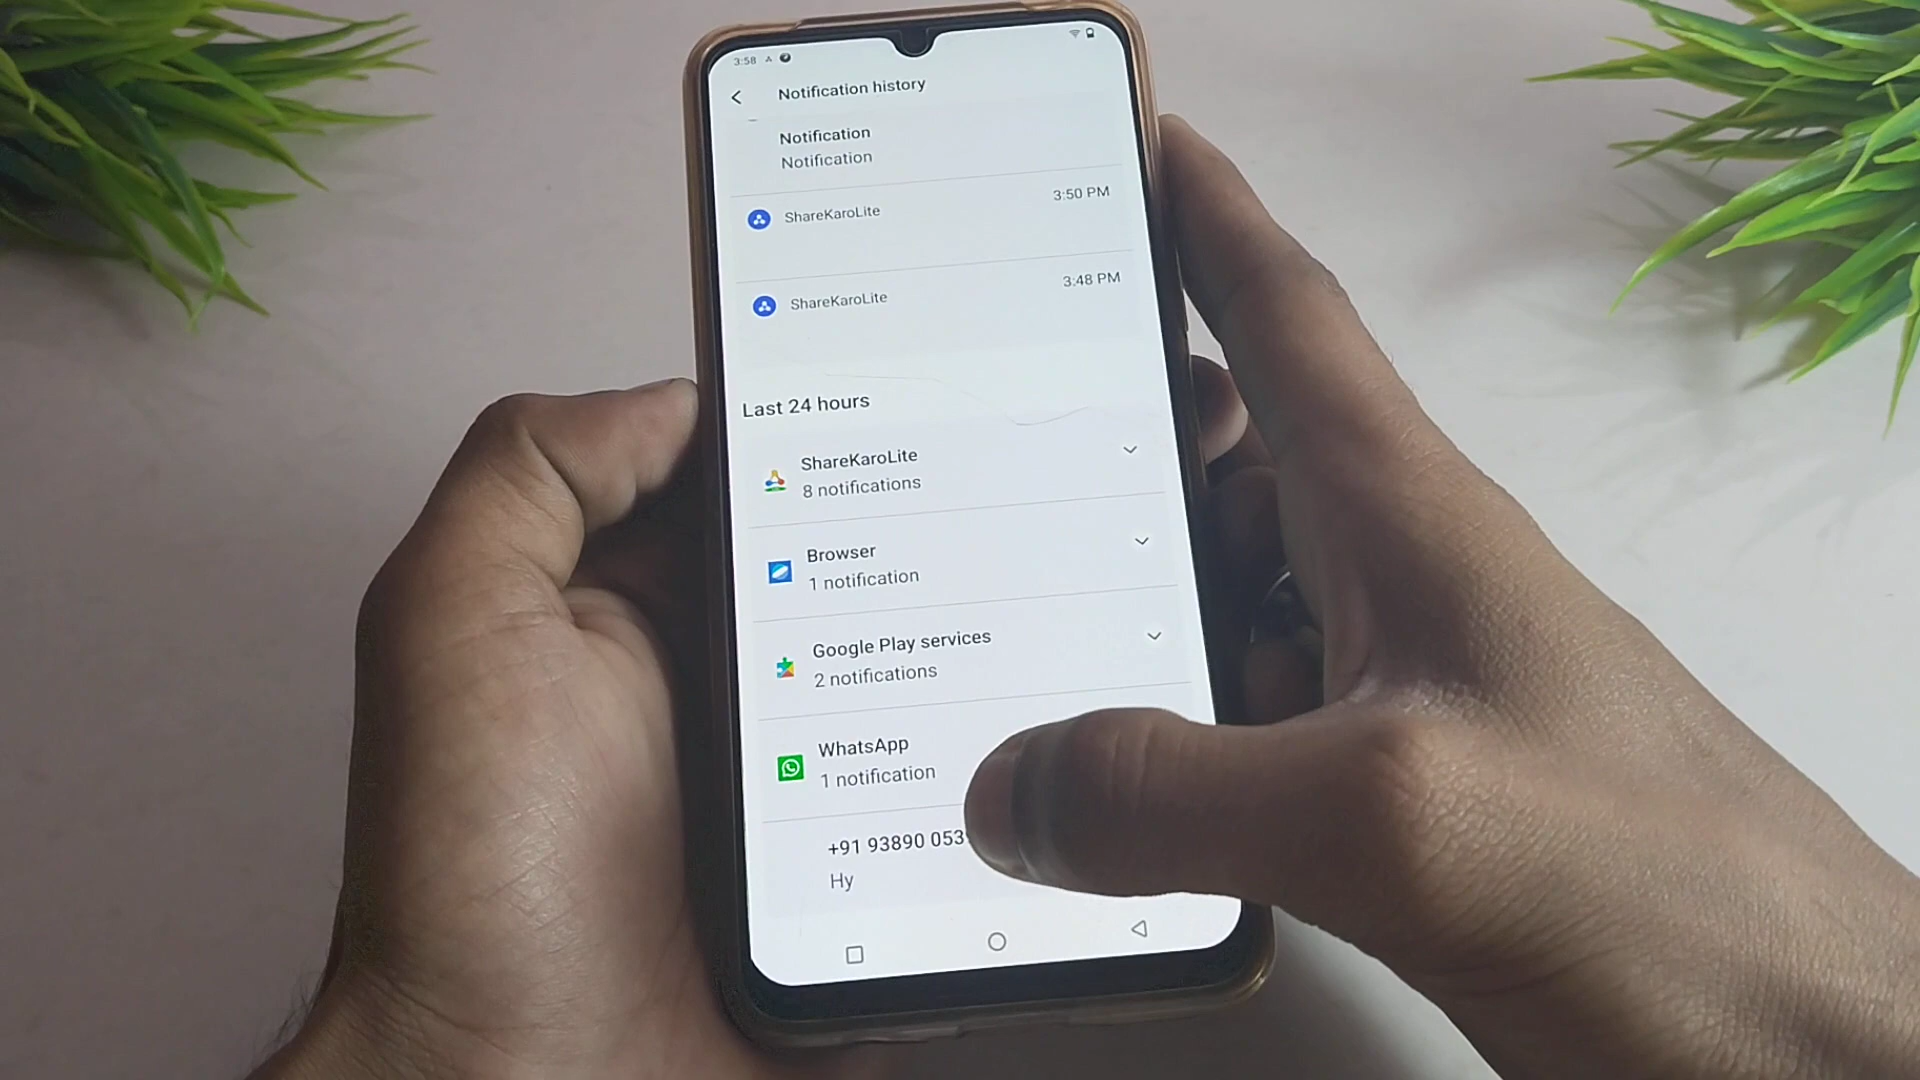 3:58
Notification history
Notification
Notification
3:50 PM
ShareKaroLite
3:48 PM
ShareKaroLite
Last 24 hours
ShareKaroLite
8 notifications
Browser
1 notification
Google Play services
2 notifications
WhatsApp
1 notification
+91 93890 053
Hy